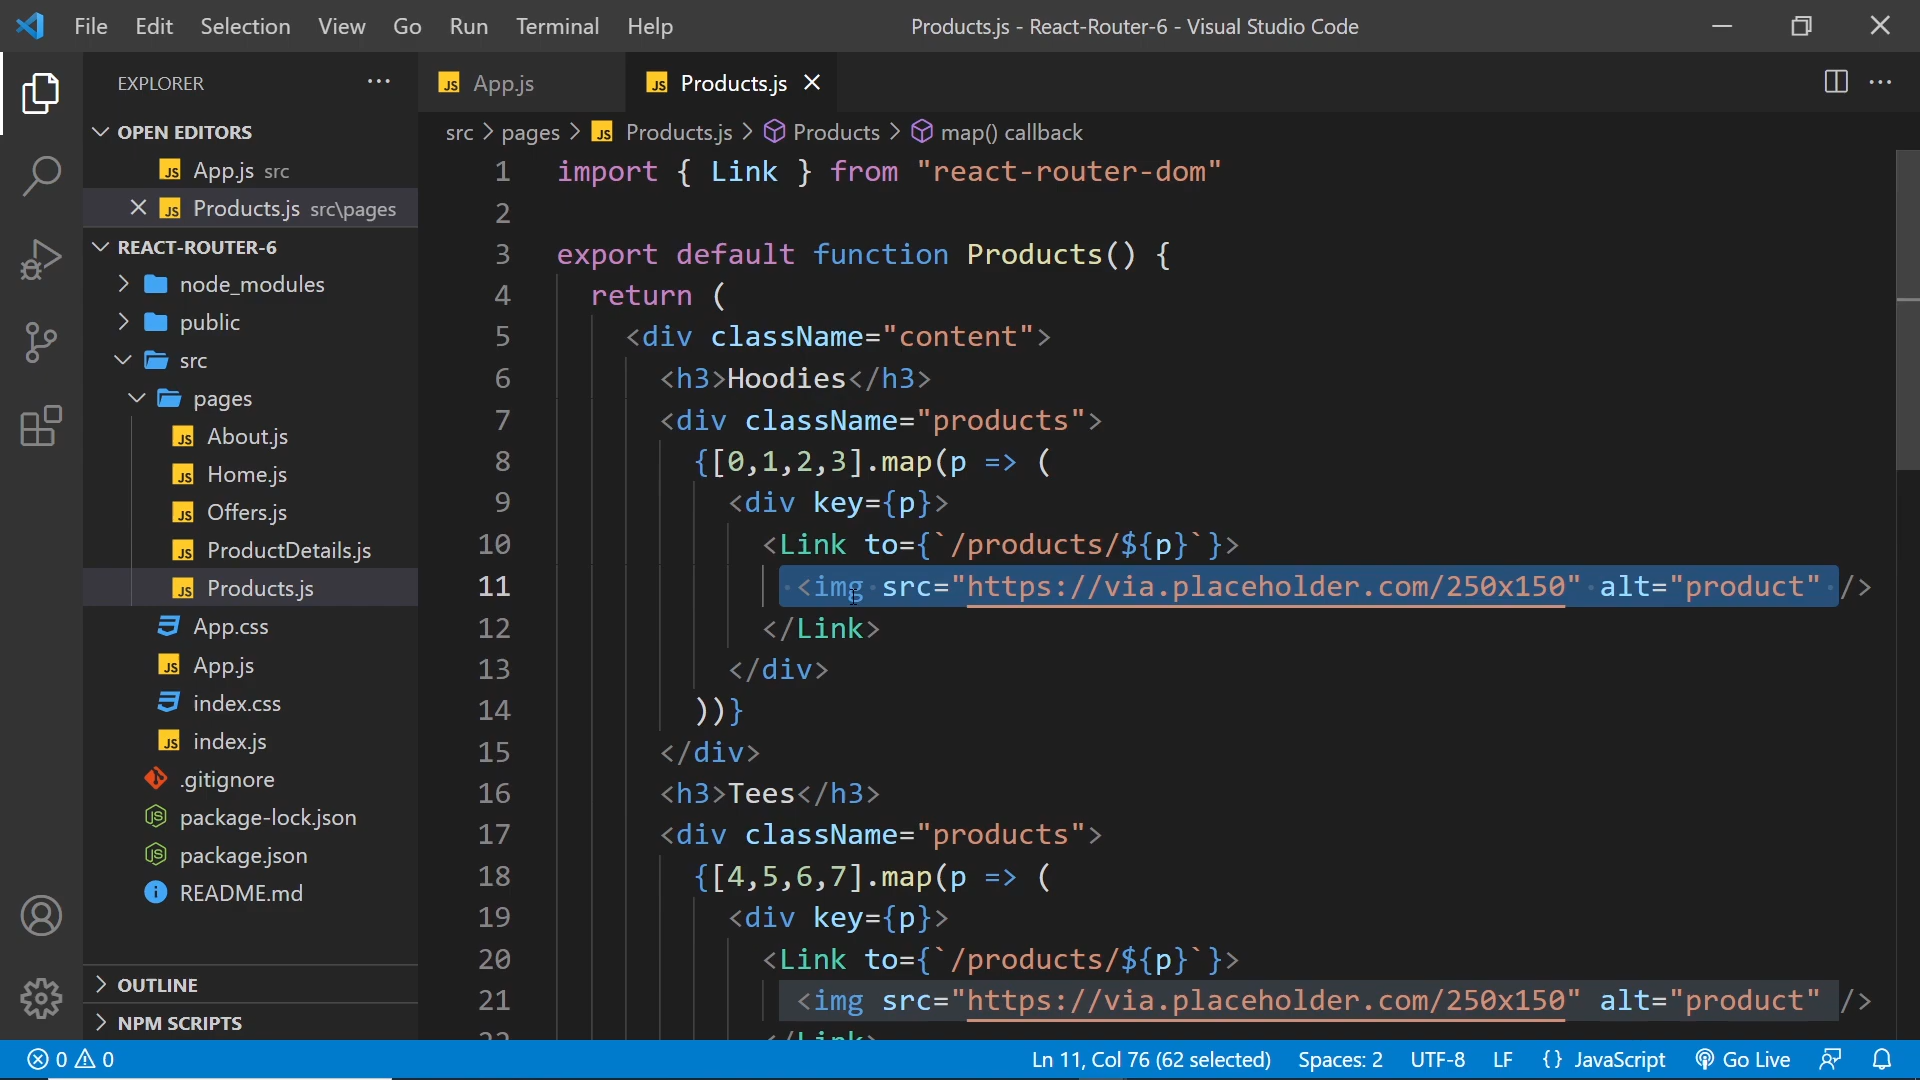 File Edit Selection View Go Run Terminal Help
Products.js - React-Router-6 - Visual Studio Code
EXPLORER
OPEN EDITORS
App.js src
Products.js src\pages
REACT-ROUTER-6
node_modules
public
src
pages
About.js
Home.js
Offers.js
ProductDetails.js
Products.js
App.css
App.js
index.css
index.js
.gitignore
package-lock.json
package.json
README.md
OUTLINE
NPM SCRIPTS
App.js
Products.js
src > pages > Products.js > Products > map() callback
1 import { Link } from "react-router-dom"
2
3 export default function Products() {
4 return (
5 <div className="content">
6 <h3>Hoodies</h3>
7 <div className="products">
8 {[0,1,2,3].map(p => (
9 <div key={p}>
10 <Link to={`/products/${p}`}>
11 <img src="https://via.placeholder.com/250x150" alt="product" />
12 </Link>
13 </div>
14 ))}
15 </div>
16 <h3>Tees</h3>
17 <div className="products">
18 {[4,5,6,7].map(p => (
19 <div key={p}>
20 <Link to={`/products/${p}`}>
21 <img src="https://via.placeholder.com/250x150" alt="product" />
22 </Link>
0 0
Ln 11, Col 76 (62 selected) Spaces: 2 UTF-8 LF {} JavaScript Go Live